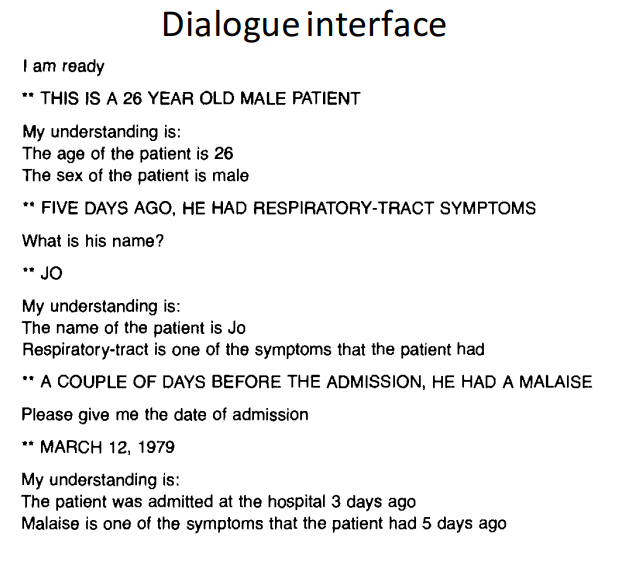 Dialogue interface
I am ready
** THIS IS A 26 YEAR OLD MALE PATIENT
My understanding is:
The age of the patient is 26
The sex of the patient is male
** FIVE DAYS AGO, HE HAD RESPIRATORY-TRACT SYMPTOMS
What is his name?
** JO
My understanding is:
The name of the patient is Jo
Respiratory-tract is one of the symptoms that the patient had
** A COUPLE OF DAYS BEFORE THE ADMISSION, HE HAD A MALAISE
Please give me the date of admission
** MARCH 12, 1979
My understanding is:
The patient was admitted at the hospital 3 days ago
Malaise is one of the symptoms that the patient had 5 days ago